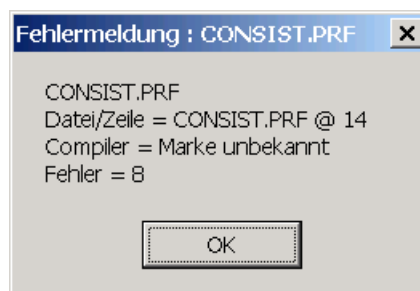 Fehlermeldung : CONSIST.PRF
CONSIST.PRF
Datei/Zeile = CONSIST.PRF @ 14
Compiler = Marke unbekannt
Fehler = 8
OK